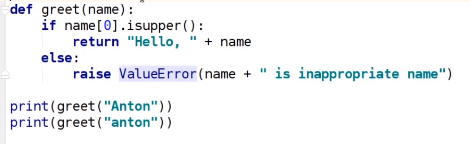 def greet(name):
    if name[0].isupper():
        return "Hello, " + name
    else:
        raise ValueError(name + " is inappropriate name")

print(greet("Anton"))
print(greet("anton"))